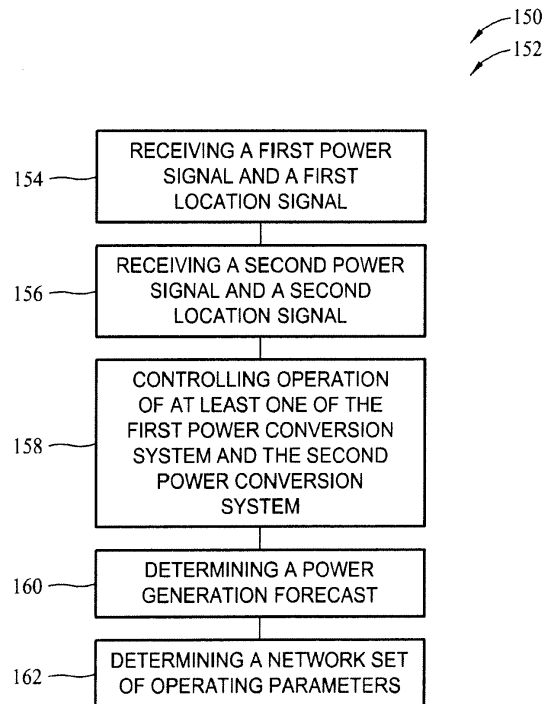 150
152
154
RECEIVING A FIRST POWER
SIGNAL AND A FIRST
LOCATION SIGNAL
156
RECEIVING A SECOND POWER
SIGNAL AND A SECOND
LOCATION SIGNAL
158
CONTROLLING OPERATION
OF AT LEAST ONE OF THE
FIRST POWER CONVERSION
SYSTEM AND THE SECOND
POWER CONVERSION
SYSTEM
160
DETERMINING A POWER
GENERATION FORECAST
162
DETERMINING A NETWORK SET
OF OPERATING PARAMETERS